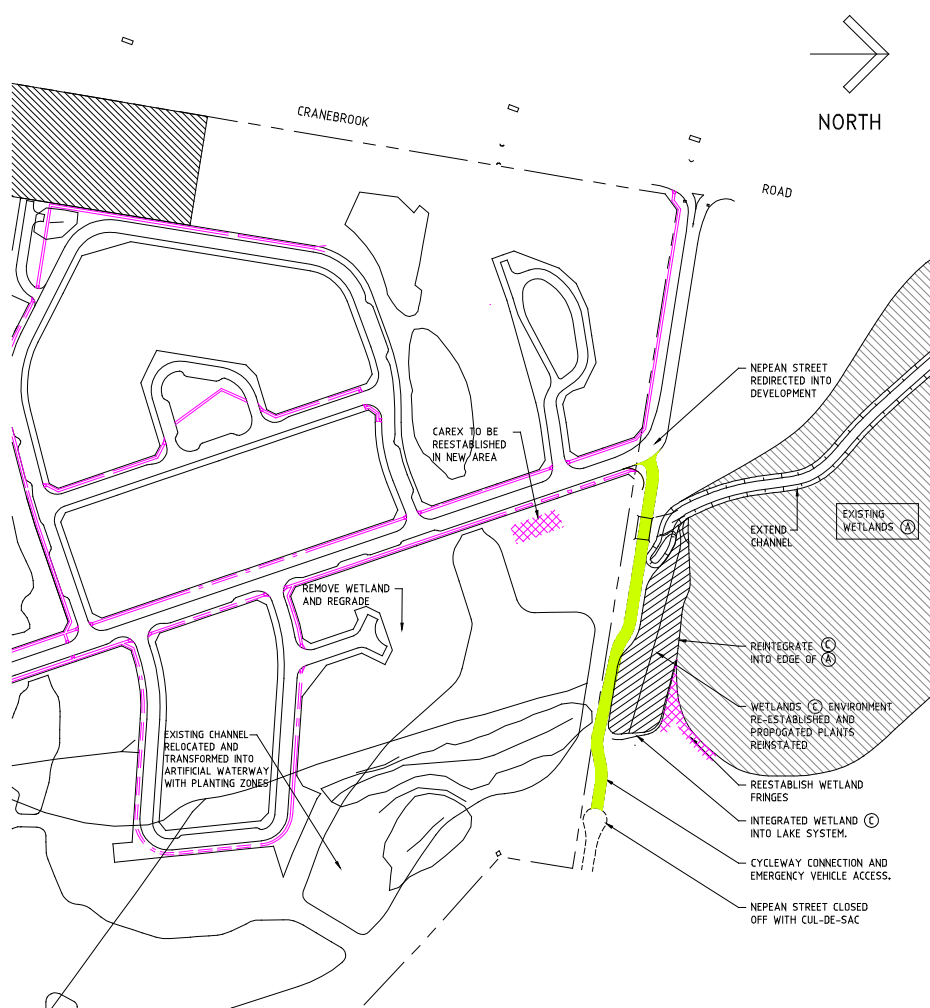 CRANEBROOK
ROAD
NORTH
NEPEAN STREET
REDIRECTED INTO
DEVELOPMENT
CAREX TO BE
REESTABLISHED
IN NEW AREA
EXISTING
WETLANDS A
EXTEND
CHANNEL
REMOVE WETLAND
AND REGRADE
REINTEGRATE C
INTO EDGE OF A
WETLANDS C ENVIRONMENT
RE-ESTABLISHED AND
PROPOGATED PLANTS
REINSTATED
EXISTING CHANNEL
RELOCATED AND
TRANSFORMED INTO
ARTIFICIAL WATERWAY
WITH PLANTING ZONES
REESTABLISH WETLAND
FRINGES
INTEGRATED WETLAND C
INTO LAKE SYSTEM.
CYCLEWAY CONNECTION AND
EMERGENCY VEHICLE ACCESS.
NEPEAN STREET CLOSED
OFF WITH CUL-DE-SAC